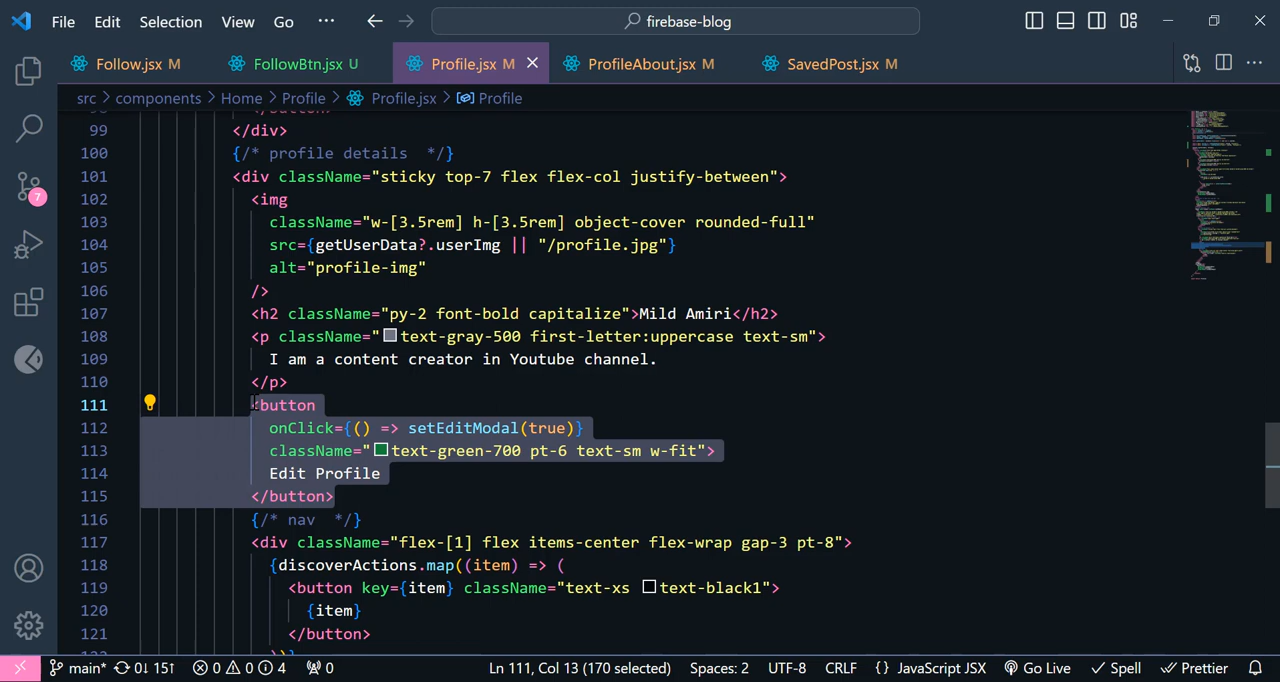 File Edit Selection View Go ··· firebase-blog
Follow.jsx M FollowBtn.jsx U Profile.jsx M ProfileAbout.jsx M SavedPost.jsx M
src > components > Home > Profile > Profile.jsx > Profile
99 </div>
100 {/* profile details */}
101 <div className="sticky top-7 flex flex-col justify-between">
102 <img
103 className="w-[3.5rem] h-[3.5rem] object-cover rounded-full"
104 src={getUserData?.userImg || "/profile.jpg"}
105 alt="profile-img"
106 />
107 <h2 className="py-2 font-bold capitalize">Mild Amiri</h2>
108 <p className="text-gray-500 first-letter:uppercase text-sm">
109 I am a content creator in Youtube channel.
110 </p>
111 <button
112 onClick={() => setEditModal(true)}
113 className="text-green-700 pt-6 text-sm w-fit">
114 Edit Profile
115 </button>
116 {/* nav */}
117 <div className="flex-[1] flex items-center flex-wrap gap-3 pt-8">
118 {discoverActions.map((item) => (
119 <button key={item} className="text-xs text-black1">
120 {item}
121 </button>
7
main* 0↓ 15↑ 0 0 4 0 Ln 111, Col 13 (170 selected) Spaces: 2 UTF-8 CRLF {} JavaScript JSX Go Live Spell Prettier